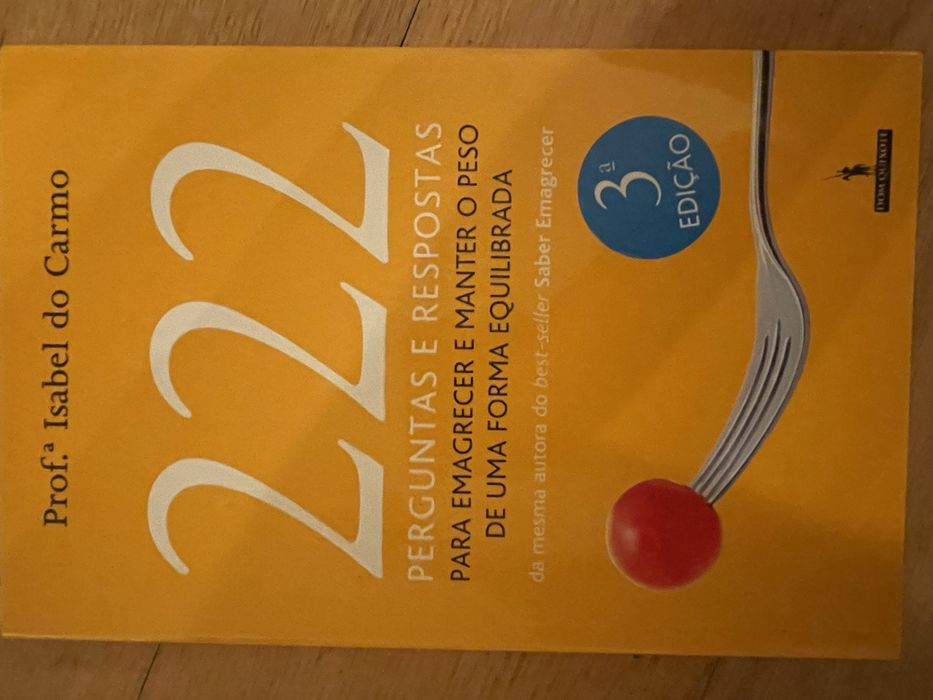 Prof.ª Isabel do Carmo
222
PERGUNTAS E RESPOSTAS
PARA EMAGRECER E MANTER O PESO
DE UMA FORMA EQUILIBRADA
da mesma autora do best-seller Saber Emagrecer
3ª
EDIÇÃO
DOM QUIXOTE